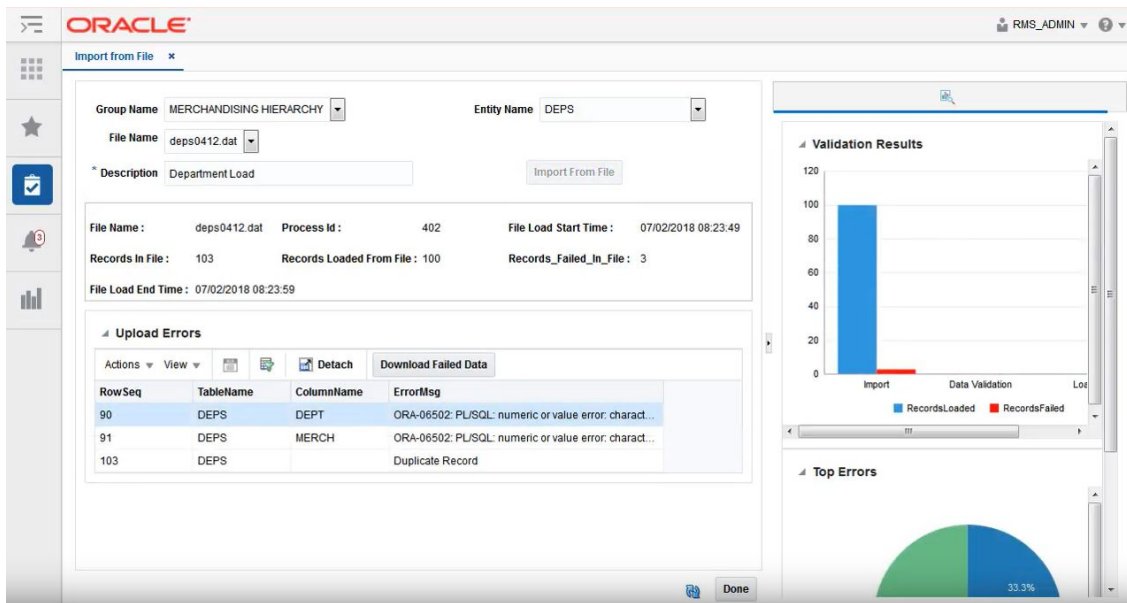 ORACLE
RMS_ADMIN
Import from File
Group Name MERCHANDISING HIERARCHY Entity Name DEPS
File Name deps0412.dat
* Description Department Load Import From File
3
File Name : deps0412.dat Process Id : 402 File Load Start Time : 07/02/2018 08:23:49
Records In File : 103 Records Loaded From File : 100 Records_Failed_In_File : 3
File Load End Time : 07/02/2018 08:23:59
Upload Errors
Actions View Detach Download Failed Data
RowSeq TableName ColumnName ErrorMsg
90 DEPS DEPT ORA-06502: PL/SQL: numeric or value error: charact...
91 DEPS MERCH ORA-06502: PL/SQL: numeric or value error: charact...
103 DEPS Duplicate Record
Done
Validation Results
120
100
80
60
40
20
0
Import Data Validation Loa
RecordsLoaded RecordsFailed
Top Errors
33.3%